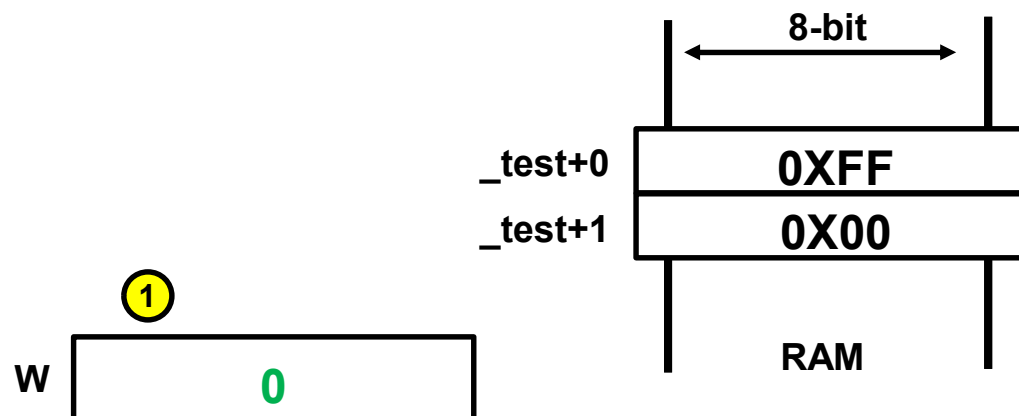 8-bit
_test+0 0XFF
_test+1 0X00
1
RAM
W 0